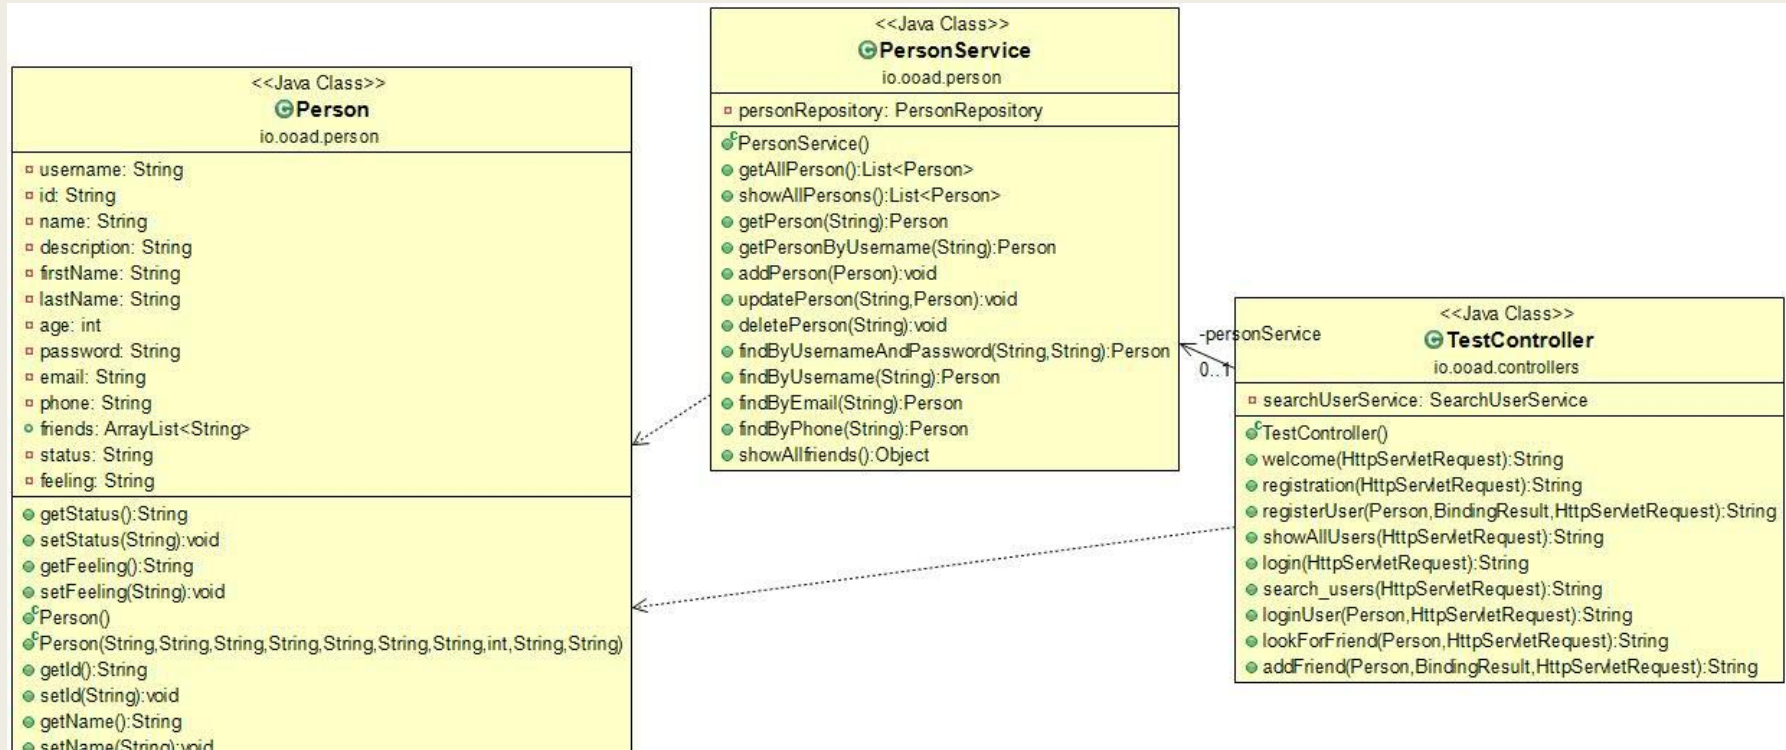 <<Java Class>>
Person
io.ooad.person
username: String
id: String
name: String
description: String
firstName: String
lastName: String
age: int
password: String
email: String
phone: String
friends: ArrayList<String>
status: String
feeling: String
getStatus():String
setStatus(String):void
getFeeling():String
setFeeling(String):void
Person()
Person(String,String,String,String,String,String,String,int,String,String)
getId():String
setId(String):void
getName():String
setName(String):void
<<Java Class>>
PersonService
io.ooad.person
personRepository: PersonRepository
PersonService()
getAllPerson():List<Person>
showAllPersons():List<Person>
getPerson(String):Person
getPersonByUsername(String):Person
addPerson(Person):void
updatePerson(String,Person):void
deletePerson(String):void
findByUsernameAndPassword(String,String):Person
findByUsername(String):Person
findByEmail(String):Person
findByPhone(String):Person
showAllfriends():Object
-personService
0..1
<<Java Class>>
TestController
io.ooad.controllers
searchUserService: SearchUserService
TestController()
welcome(HttpServletRequest):String
registration(HttpServletRequest):String
registerUser(Person,BindingResult,HttpServletRequest):String
showAllUsers(HttpServletRequest):String
login(HttpServletRequest):String
search_users(HttpServletRequest):String
loginUser(Person,HttpServletRequest):String
lookForFriend(Person,HttpServletRequest):String
addFriend(Person,BindingResult,HttpServletRequest):String